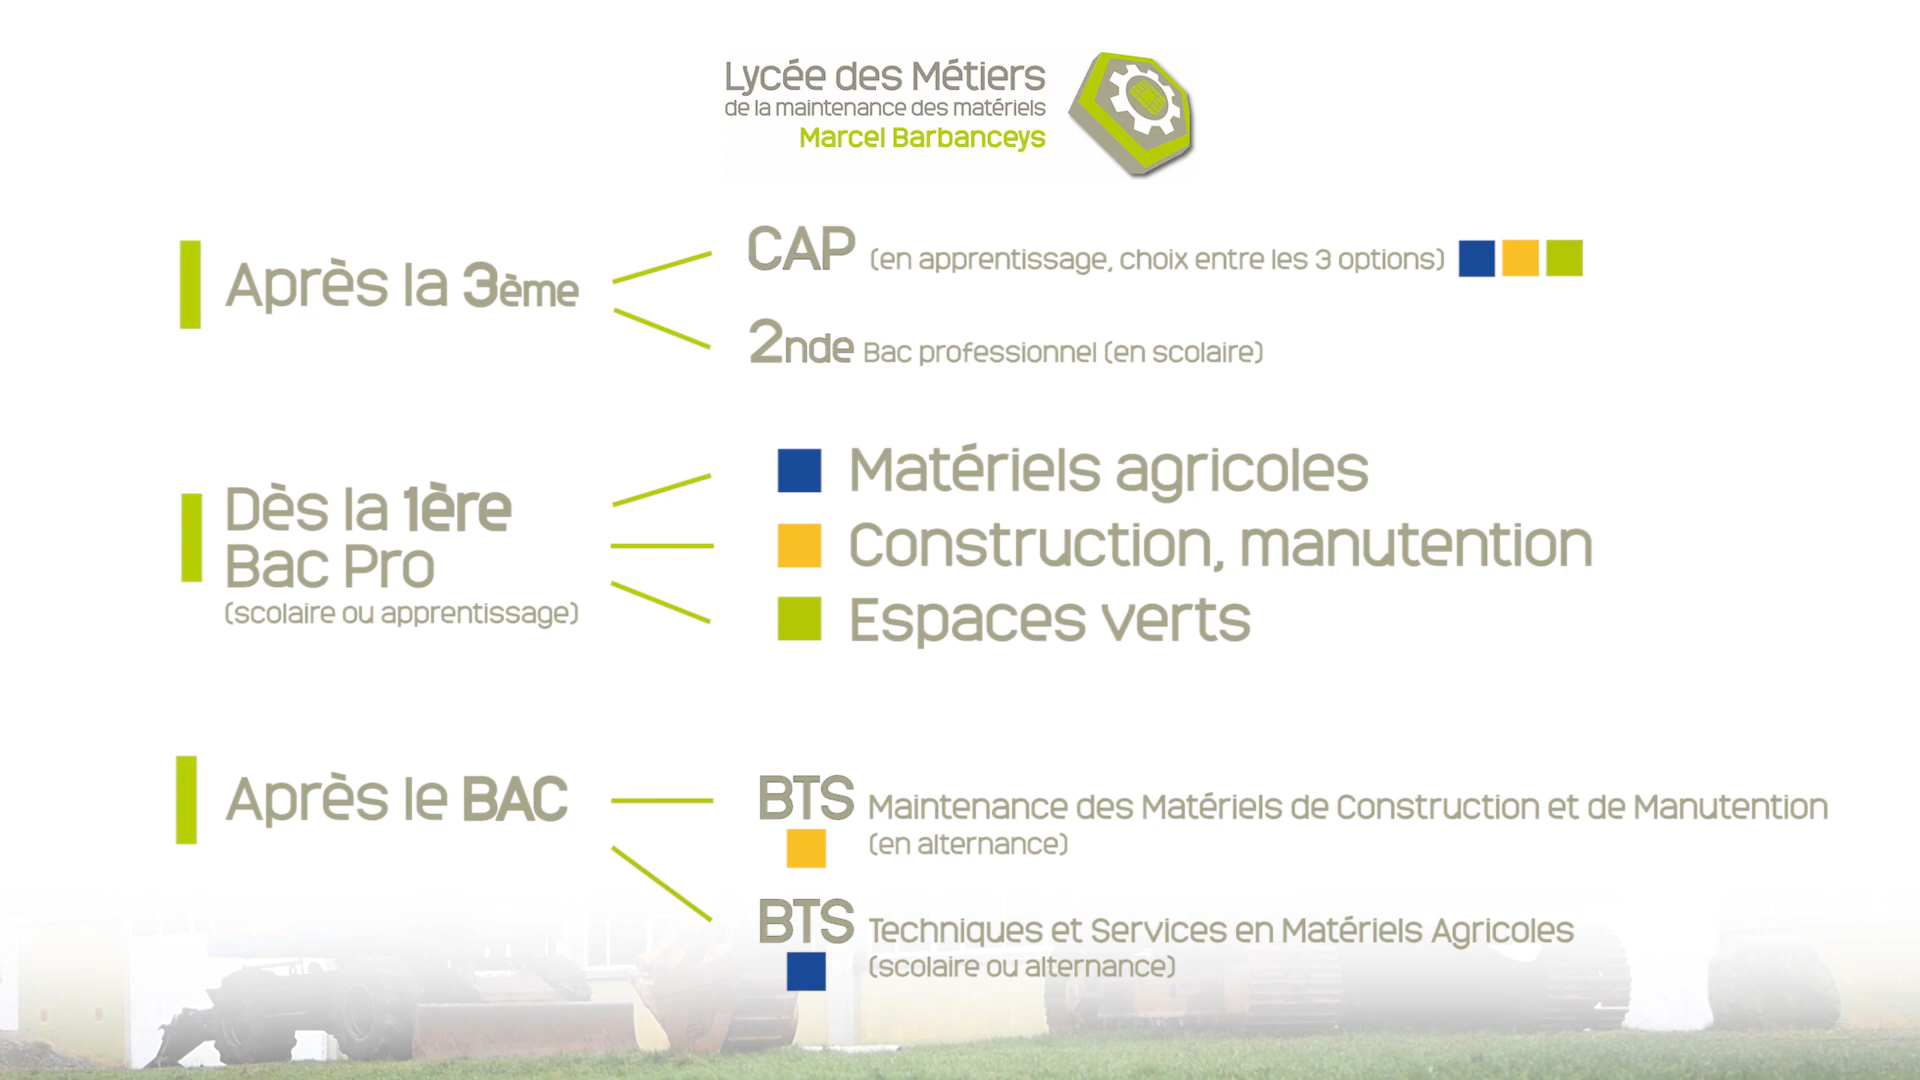 Lycée des Métiers
de la maintenance des matériels
Marcel Barbanceys
Après la 3ème
CAP (en apprentissage, choix entre les 3 options)
2nde Bac professionnel (en scolaire)
Dès la 1ère
Bac Pro
(scolaire ou apprentissage)
Matériels agricoles
Construction, manutention
Espaces verts
Après le BAC
BTS Maintenance des Matériels de Construction et de Manutention
(en alternance)
BTS Techniques et Services en Matériels Agricoles
(scolaire ou alternance)